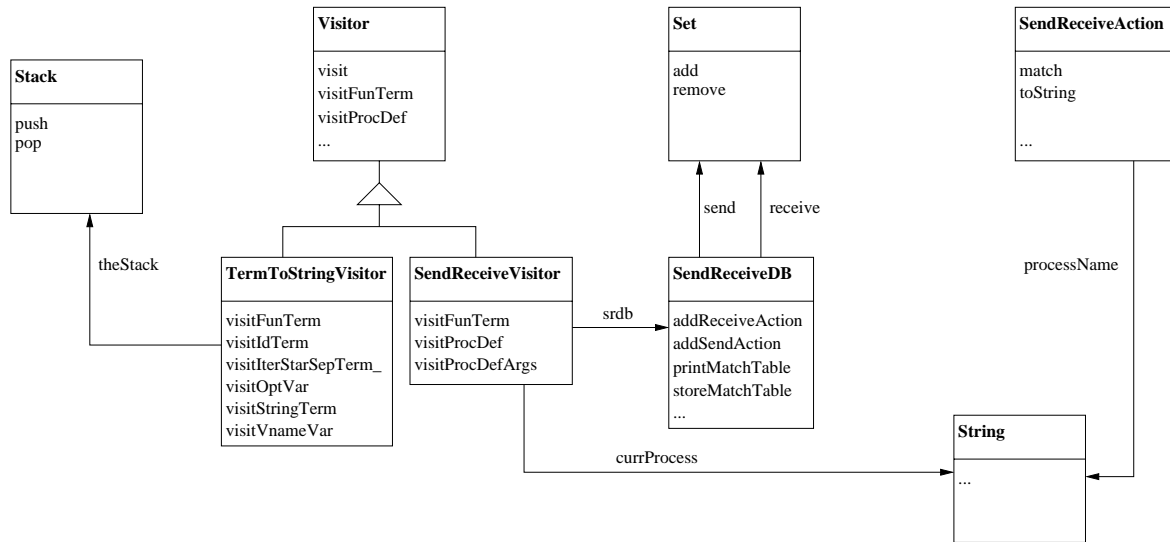 Visitor
visit
visitFunTerm
visitProcDef
...
Set
add
remove
SendReceiveAction
match
toString
...
Stack
push
pop
send
receive
theStack
processName
TermToStringVisitor
visitFunTerm
visitIdTerm
visitIterStarSepTerm_
visitOptVar
visitStringTerm
visitVnameVar
SendReceiveVisitor
visitFunTerm
visitProcDef
visitProcDefArgs
srdb
SendReceiveDB
addReceiveAction
addSendAction
printMatchTable
storeMatchTable
...
currProcess
String
...